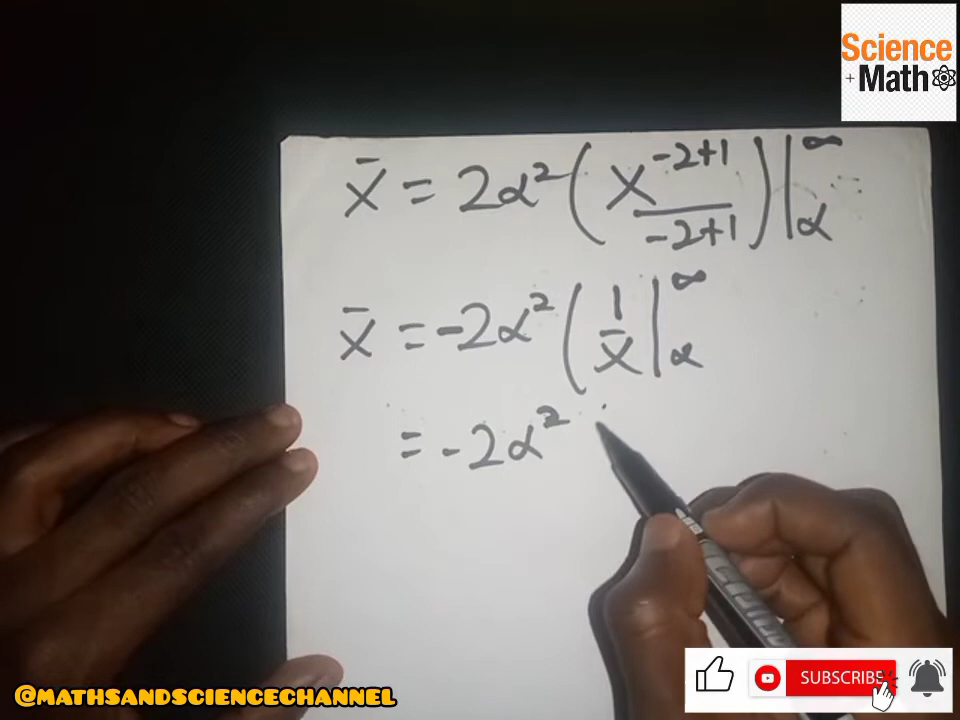 Science
+ Math
x̄ = 2α² ( x^(-2+1) / -2+1 ) |_α^∞
x̄ = -2α² ( 1/x |_α^∞
= -2α²
SUBSCRIBE
@MATHSANDSCIENCECHANNEL